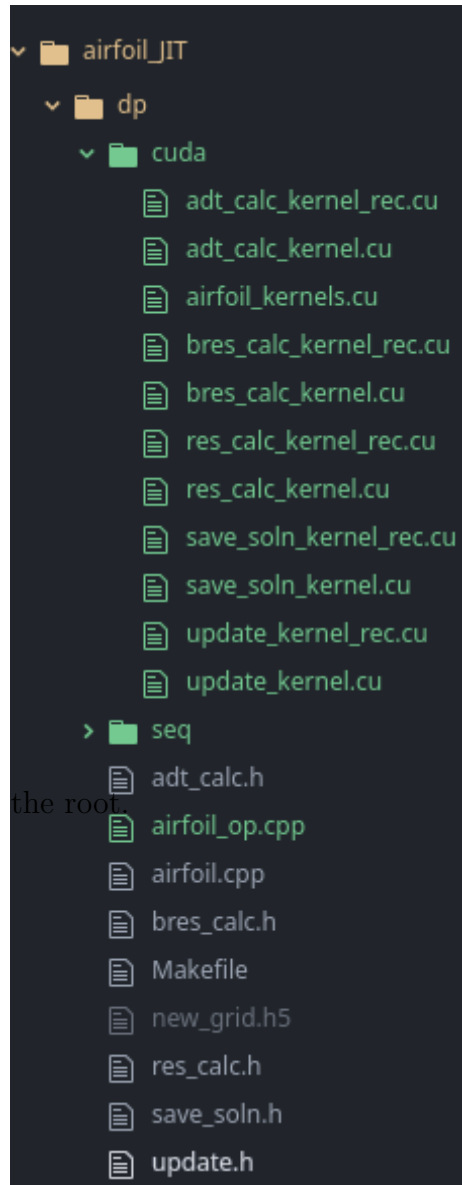 airfoil_JIT
dp
cuda
adt_calc_kernel_rec.cu
adt_calc_kernel.cu
airfoil_kernels.cu
bres_calc_kernel_rec.cu
bres_calc_kernel.cu
res_calc_kernel_rec.cu
res_calc_kernel.cu
save_soln_kernel_rec.cu
save_soln_kernel.cu
update_kernel_rec.cu
update_kernel.cu
seq
adt_calc.h
the root.
airfoil_op.cpp
airfoil.cpp
bres_calc.h
Makefile
new_grid.h5
res_calc.h
save_soln.h
update.h